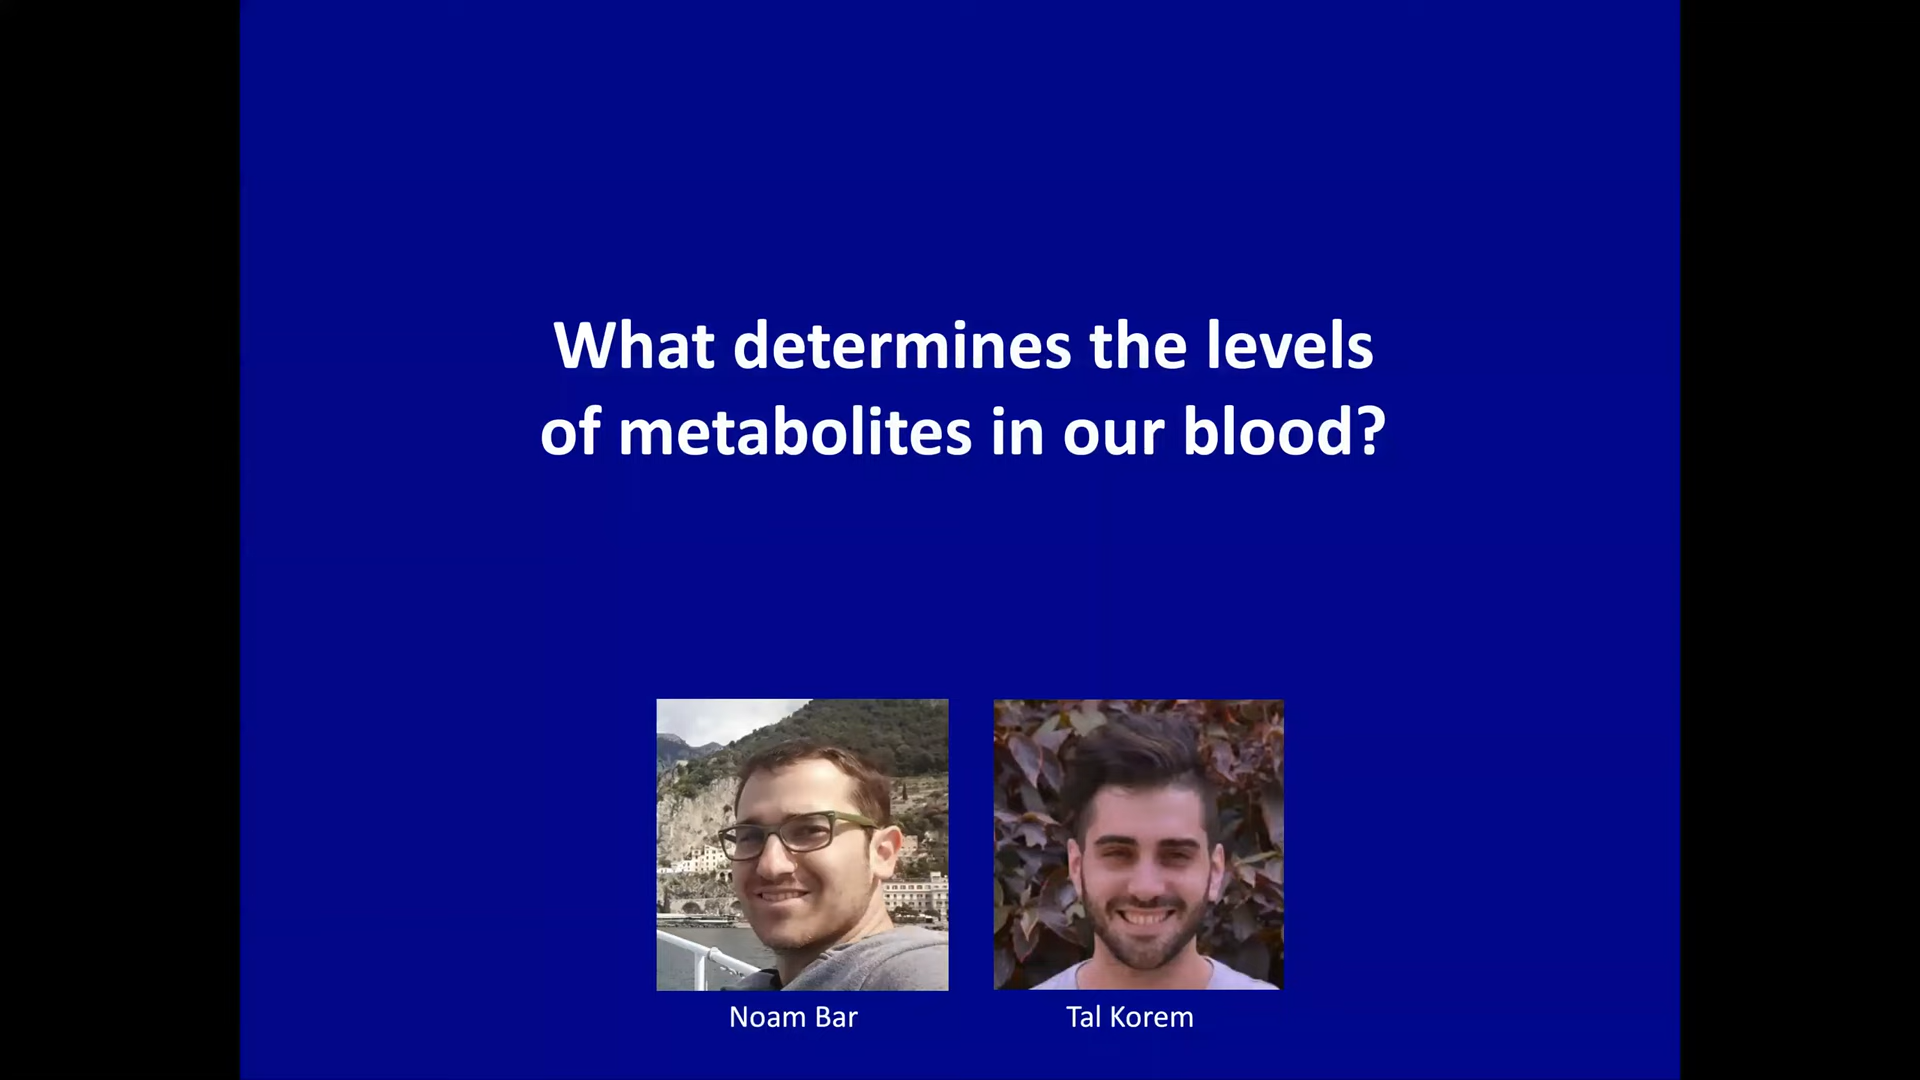 What determines the levels
of metabolites in our blood?
Noam Bar
Tal Korem